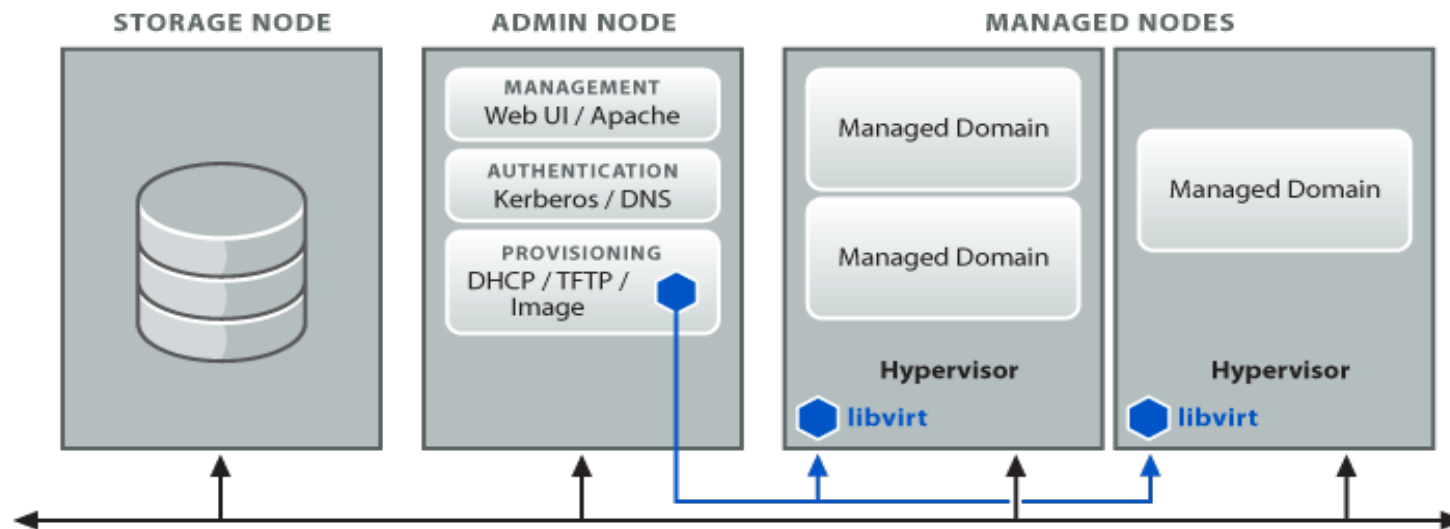 STORAGE NODE
ADMIN NODE
MANAGED NODES
MANAGEMENT
Web UI / Apache
AUTHENTICATION
Kerberos / DNS
PROVISIONING
DHCP / TFTP /
Image
Managed Domain
Managed Domain
Hypervisor
libvirt
Managed Domain
Hypervisor
libvirt